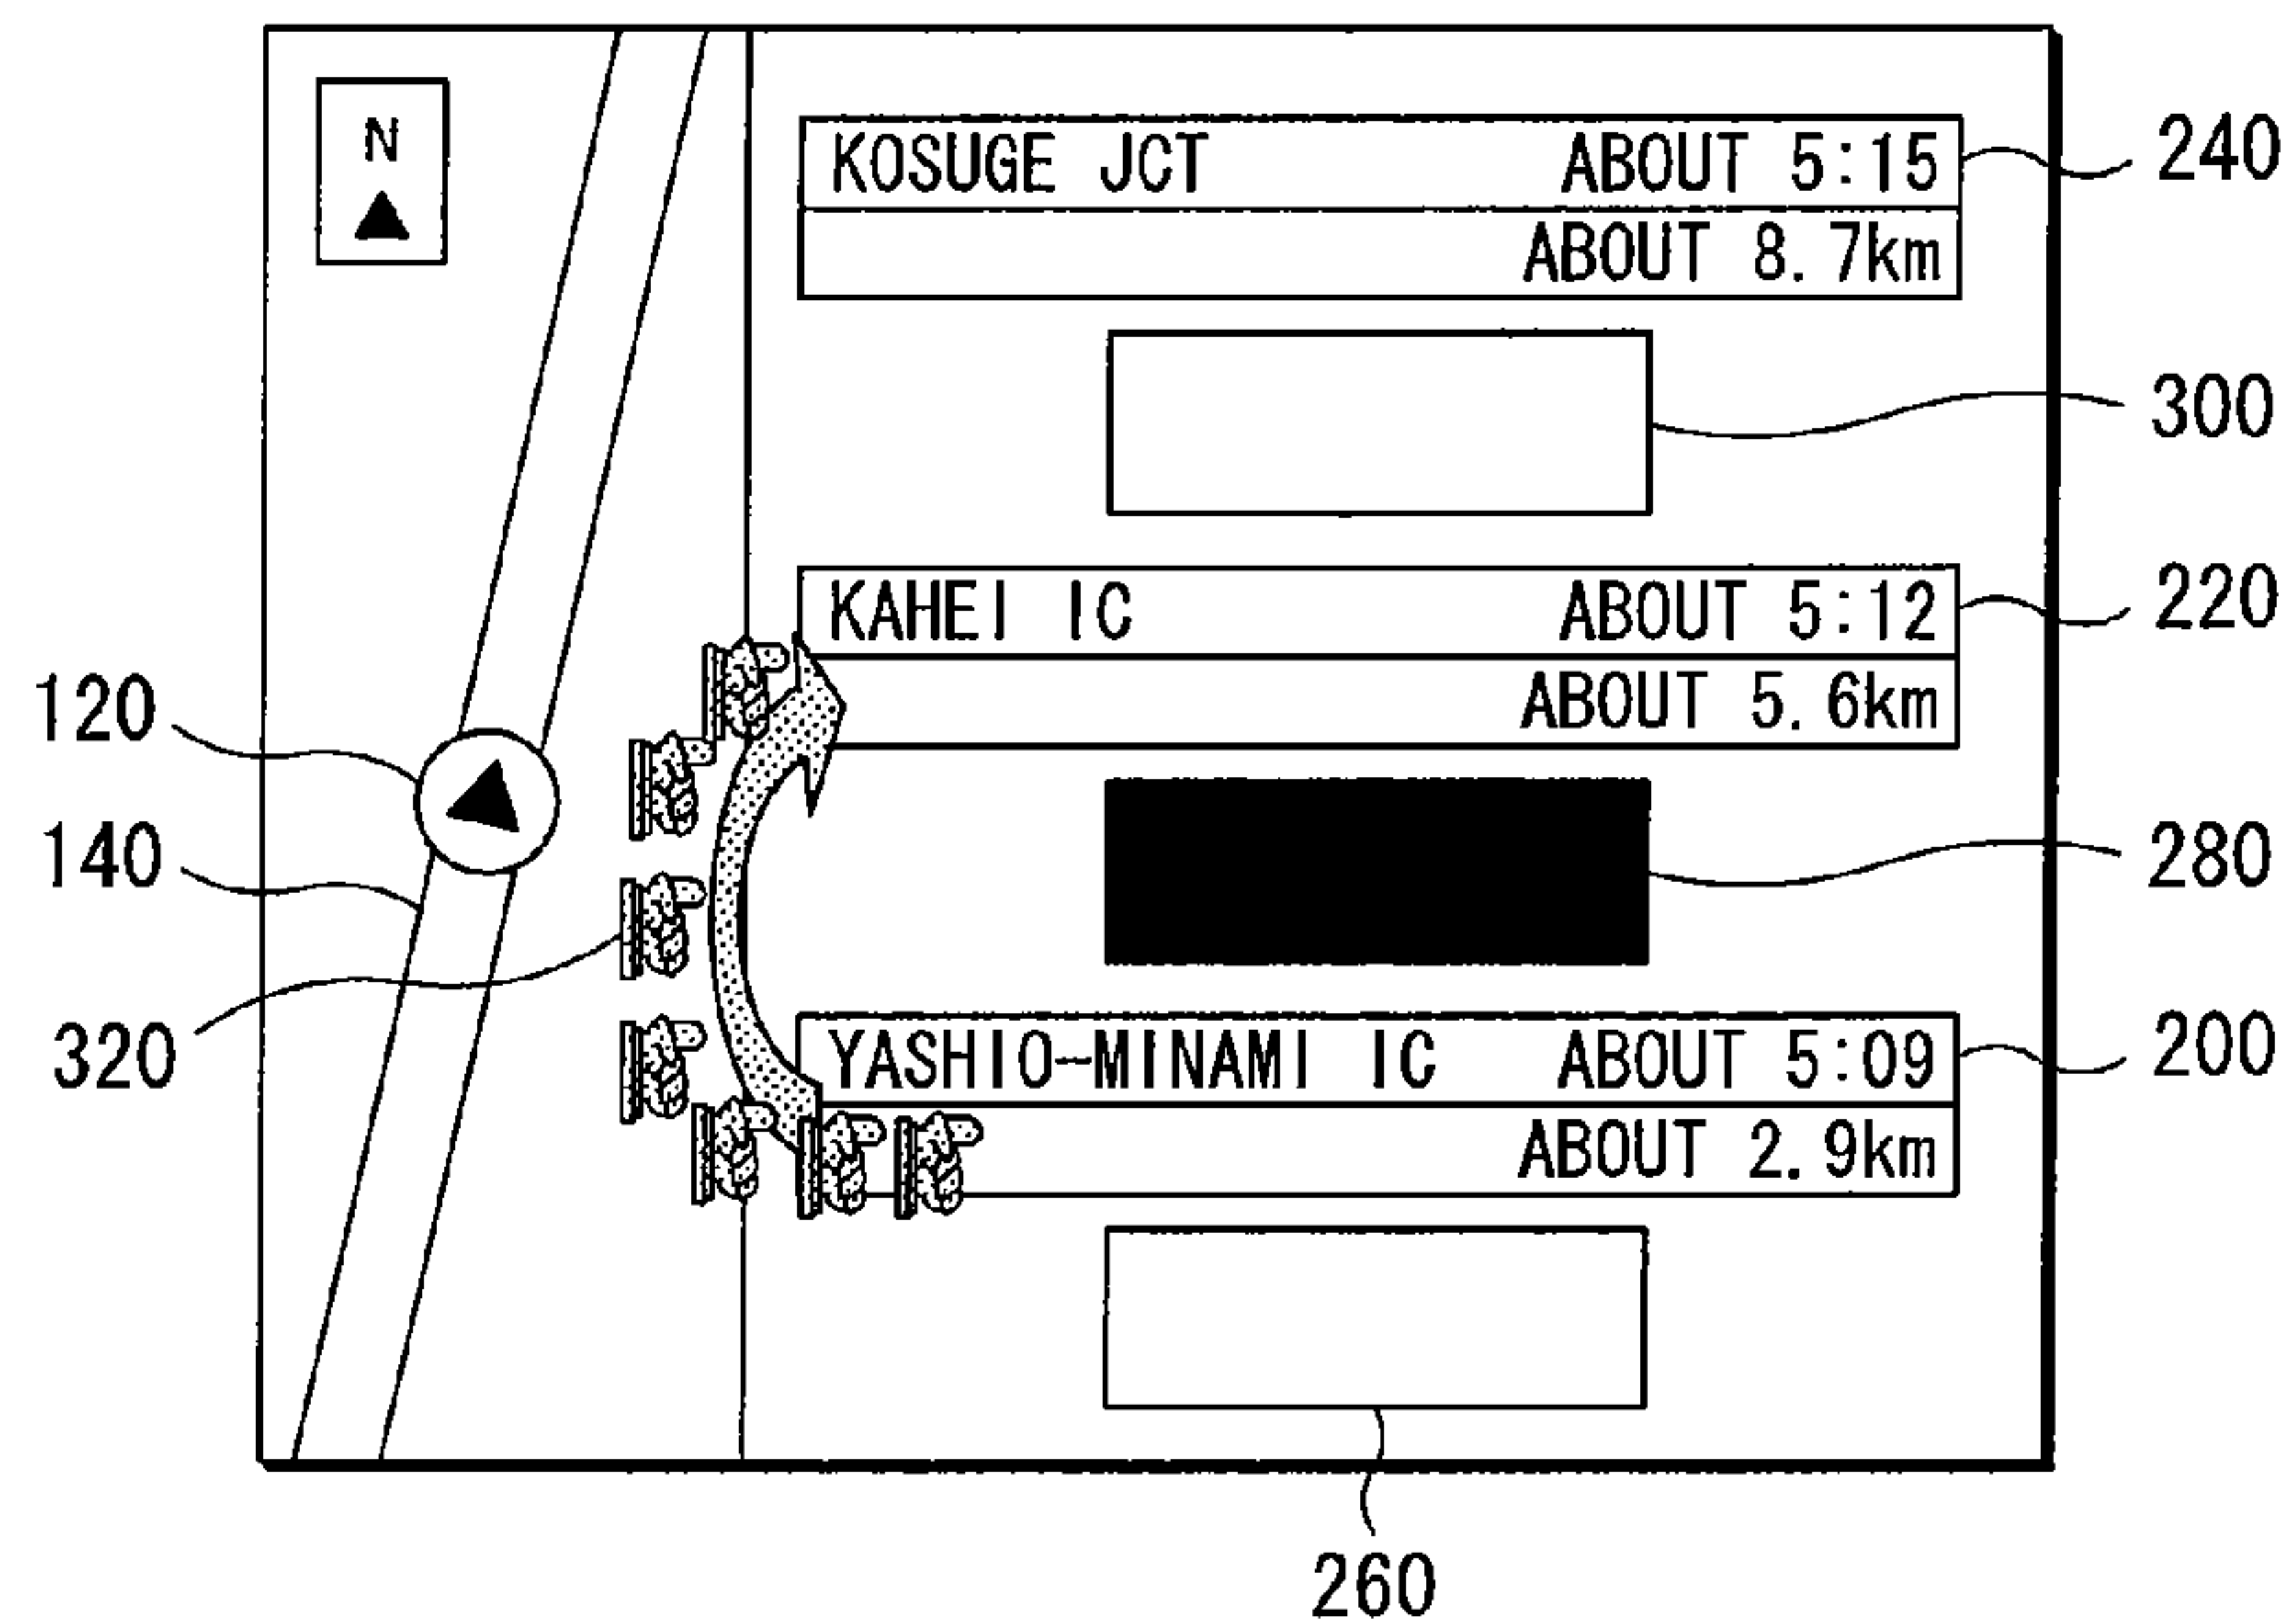 N
KOSUGE JCT ABOUT 5:15
ABOUT 8.7km
240
300
KAHEI IC ABOUT 5:12
ABOUT 5.6km
220
120
140
280
320
YASHIO-MINAMI IC ABOUT 5:09
ABOUT 2.9km
200
260